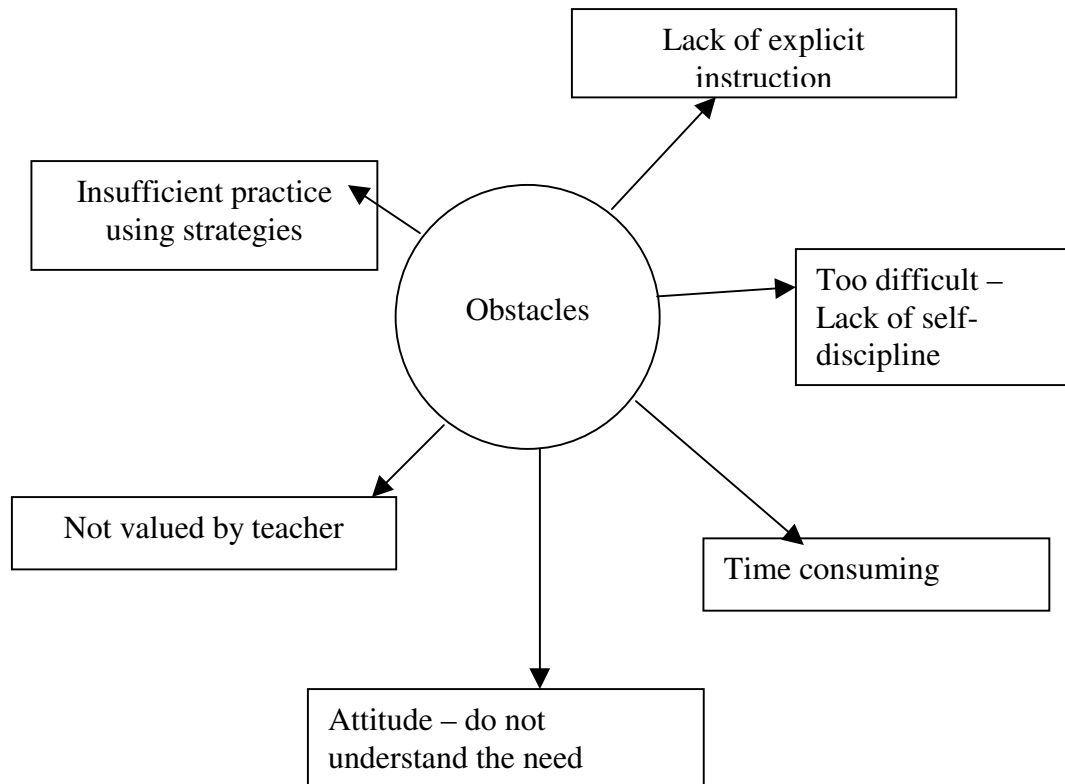 Lack of explicit
instruction
Insufficient practice
using strategies
Obstacles
Too difficult –
Lack of self-
discipline
Not valued by teacher
Time consuming
Attitude – do not
understand the need